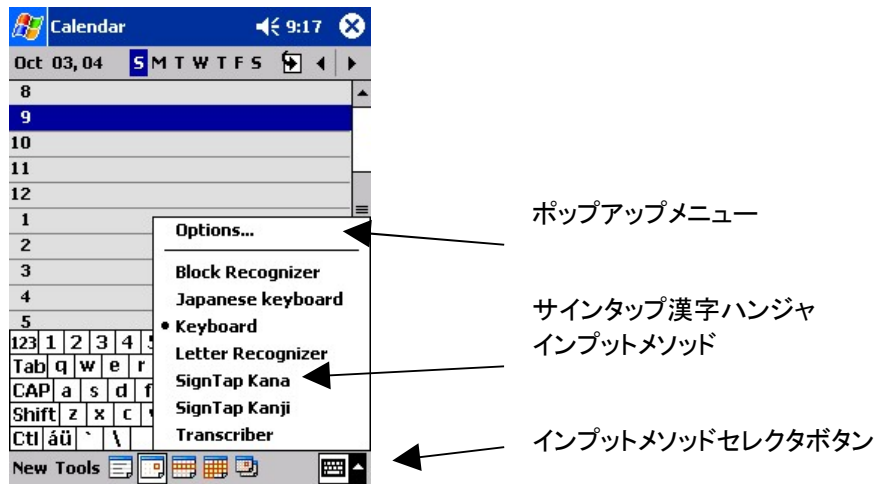 Calendar 9:17
Oct 03, 04 S M T W T F S
8
9
10
11
12
1
2
3
4
5
Options...
Block Recognizer
Japanese keyboard
Keyboard
Letter Recognizer
SignTap Kana
SignTap Kanji
Transcriber
123 1 2 3 4
Tab q w e r
CAP a s d f
Shift z x c
Ctl áü ` \
New Tools
ポップアップメニュー
サインタップ漢字ハンジャ
インプットメソッド
インプットメソッドセレクタボタン